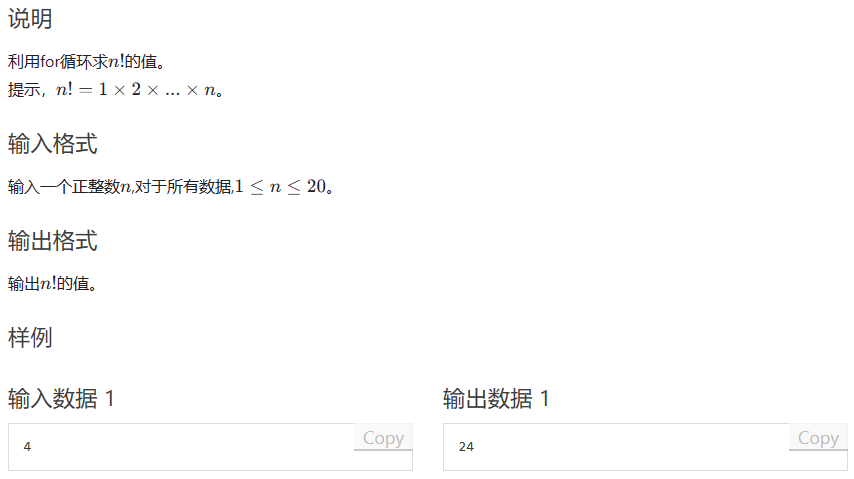 说明
利用for循环求n!的值。
提示，n! = 1 × 2 × ... × n。
输入格式
输入一个正整数n,对于所有数据,1 ≤ n ≤ 20。
输出格式
输出n!的值。
样例
输入数据 1
Copy
4
输出数据 1
Copy
24